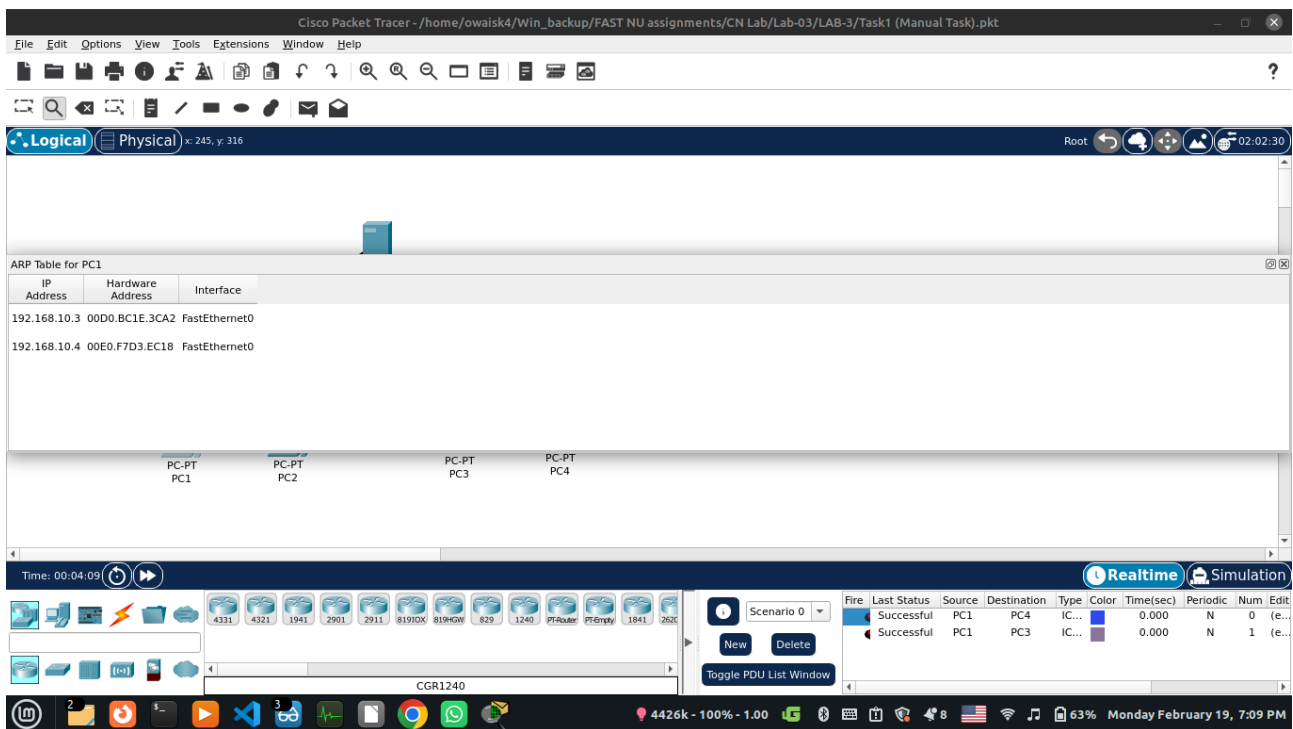 Cisco Packet Tracer - /home/owaisk4/Win_backup/FAST NU assignments/CN Lab/Lab-03/LAB-3/Task1 (Manual Task).pkt
File Edit Options View Tools Extensions Window Help
?
Logical Physical x: 245, y: 316 Root 02:02:30
ARP Table for PC1
IP Address Hardware Address Interface
192.168.10.3 00D0.BC1E.3CA2 FastEthernet0
192.168.10.4 00E0.F7D3.EC18 FastEthernet0
PC-PT PC-PT PC-PT PC-PT
PC1 PC2 PC3 PC4
Time: 00:04:09 Realtime Simulation
4331 4321 1941 2901 2911 819IOX 819HGW 829 1240 PT-Router PT-Empty 1841 2620
CGR1240
Scenario 0
New Delete
Toggle PDU List Window
Fire Last Status Source Destination Type Color Time(sec) Periodic Num Edit
Successful PC1 PC4 IC... 0.000 N 0 (e...
Successful PC1 PC3 IC... 0.000 N 1 (e...
2 3 4426k - 100% - 1.00 8 63% Monday February 19, 7:09 PM